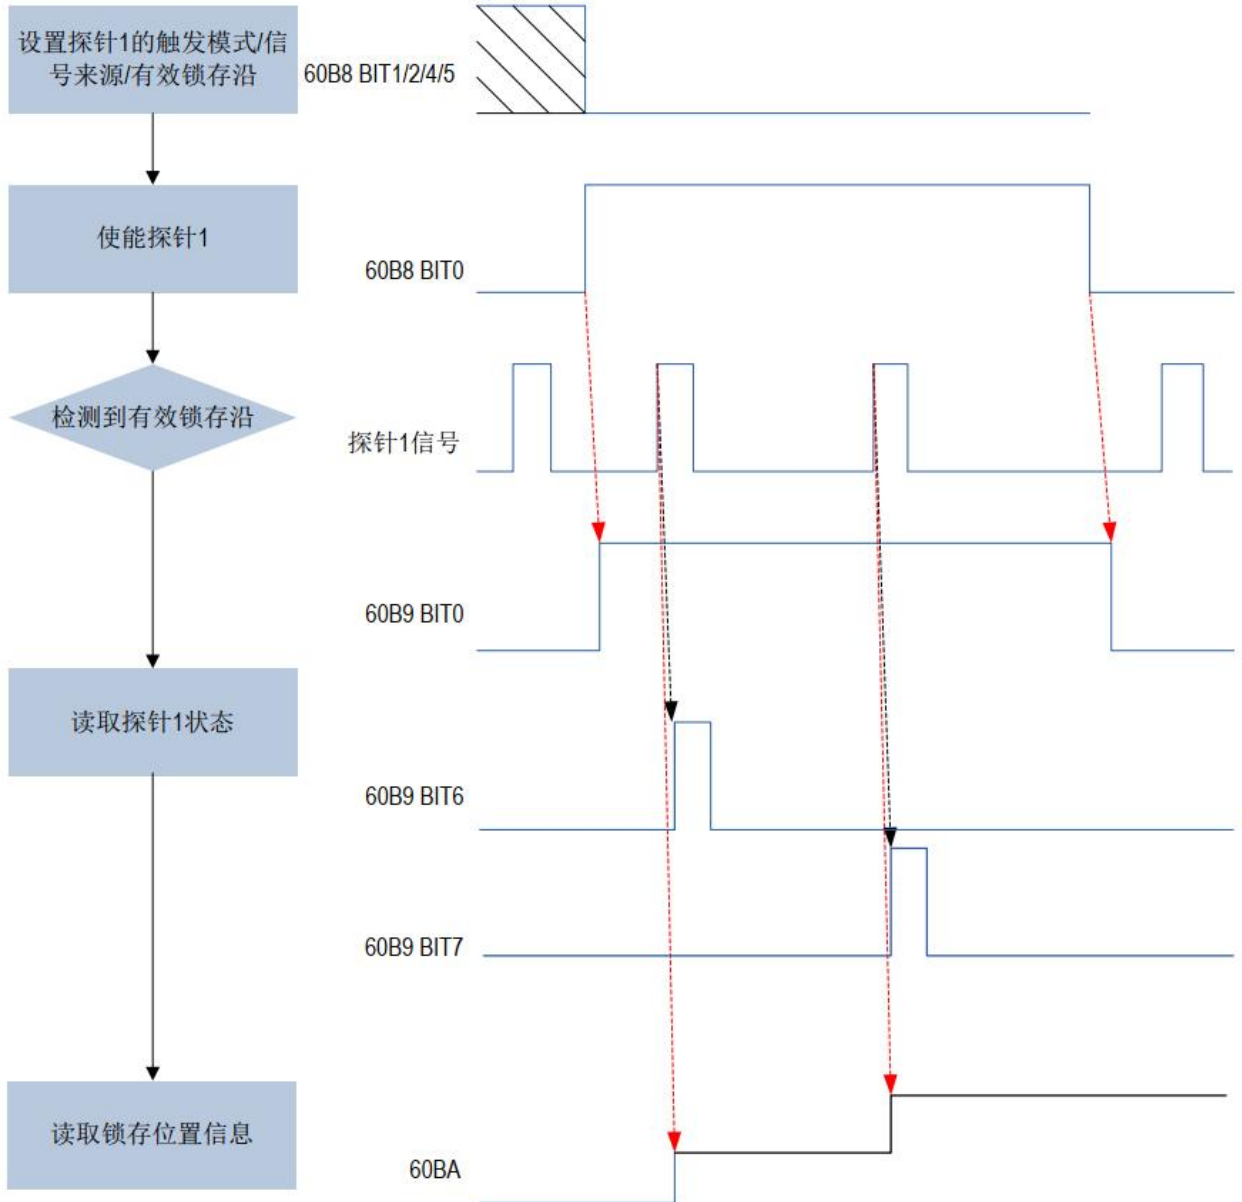 设置探针1的触发模式/信
号来源/有效锁存沿
60B8 BIT1/2/4/5
使能探针1
60B8 BIT0
检测到有效锁存沿
探针1信号
60B9 BIT0
读取探针1状态
60B9 BIT6
60B9 BIT7
读取锁存位置信息
60BA